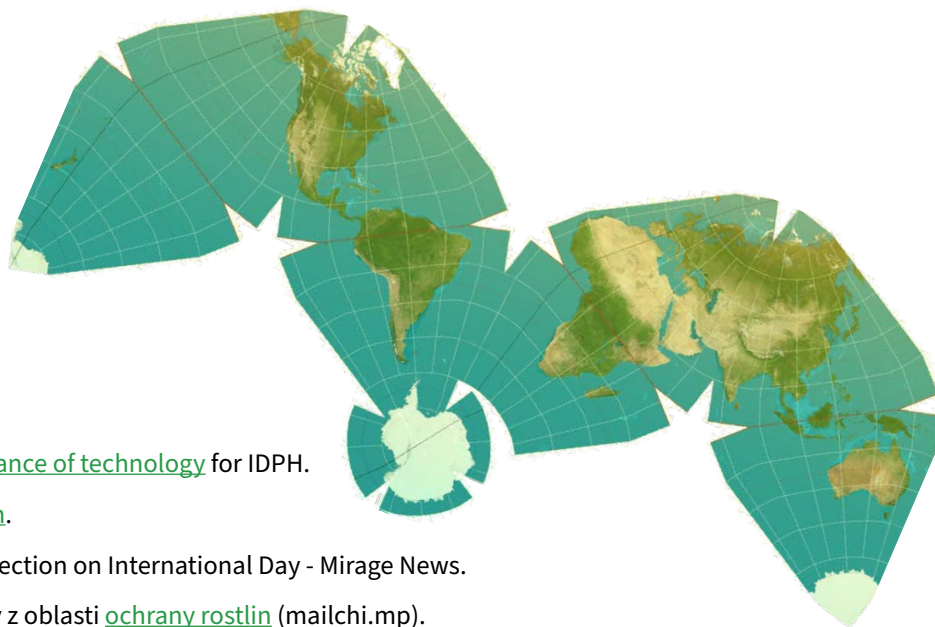 ance of technology for IDPH.
.
ection on International Day - Mirage News.
z oblasti ochrany rostlin (mailchi.mp).